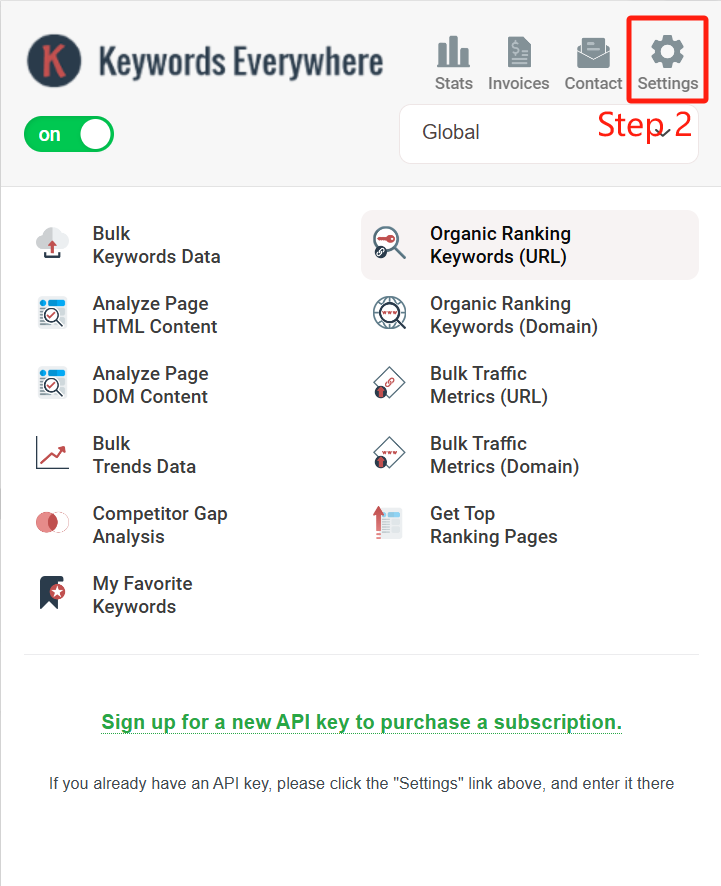 K Keywords Everywhere
Stats Invoices Contact Settings
on
Global
Step 2
Bulk
Keywords Data
Organic Ranking
Keywords (URL)
Analyze Page
HTML Content
Organic Ranking
Keywords (Domain)
Analyze Page
DOM Content
Bulk Traffic
Metrics (URL)
Bulk
Trends Data
Bulk Traffic
Metrics (Domain)
Competitor Gap
Analysis
Get Top
Ranking Pages
My Favorite
Keywords
Sign up for a new API key to purchase a subscription.
If you already have an API key, please click the "Settings" link above, and enter it there